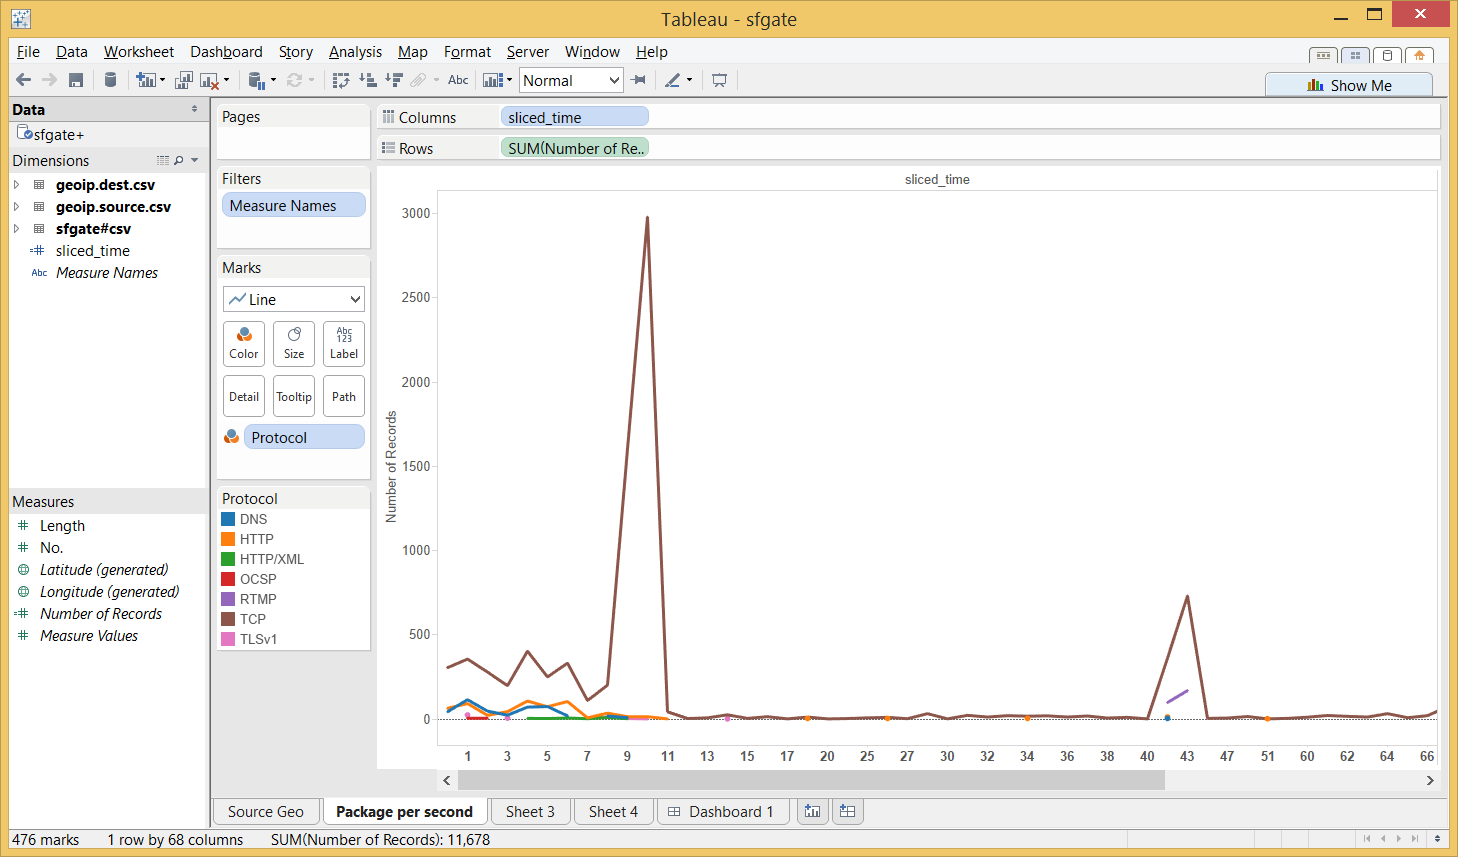 Tableau - sfgate
File Data Worksheet Dashboard Story Analysis Map Format Server Window Help
Abc Normal
Show Me
Data
sfgate+
Dimensions
geoip.dest.csv
geoip.source.csv
sfgate#csv
sliced_time
Abc Measure Names
Measures
Length
No.
Latitude (generated)
Longitude (generated)
Number of Records
Measure Values
Pages
Filters
Measure Names
Marks
Line
Color
Size
Abc
123
Label
Detail
Tooltip
Path
Protocol
Protocol
DNS
HTTP
HTTP/XML
OCSP
RTMP
TCP
TLSv1
Columns sliced_time
Rows SUM(Number of Re..
sliced_time
Number of Records
3000
2500
2000
1500
1000
500
0
1 3 5 7 9 11 13 15 17 20 25 27 30 32 34 36 38 40 43 47 51 60 62 64 66
Source Geo Package per second Sheet 3 Sheet 4 Dashboard 1
476 marks 1 row by 68 columns SUM(Number of Records): 11,678